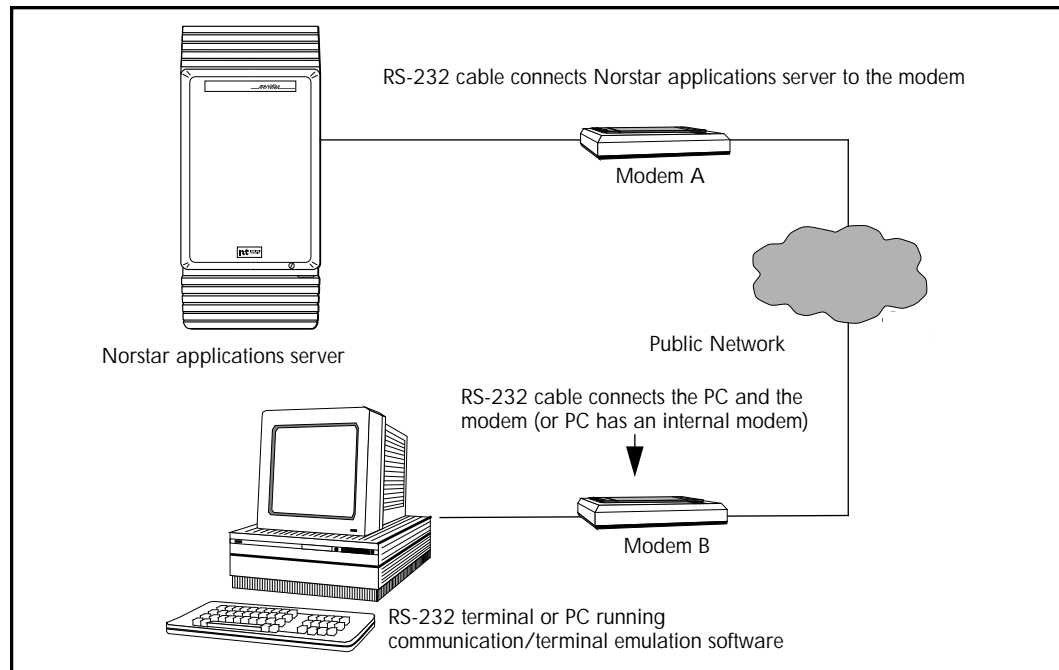 RS-232 cable connects Norstar applications server to the modem
Modem A
Norstar applications server
Public Network
RS-232 cable connects the PC and the
modem (or PC has an internal modem)
Modem B
RS-232 terminal or PC running
communication/terminal emulation software